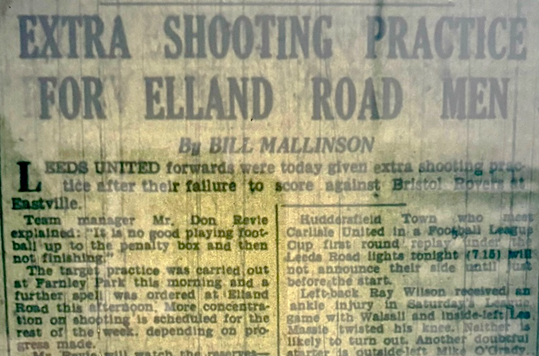 EXTRA SHOOTING PRACTICE
FOR ELLAND ROAD MEN
By BILL MALLINSON
LEEDS UNITED forwards were today given extra shooting prac-
tice after their failure to score against Bristol Rovers at
Eastville.
Team manager Mr. Don Revie
explained: "It is no good playing foot-
ball up to the penalty box and then
not finishing."
The target practice was carried out
at Farnley Park this morning and a
further spell was ordered at Elland
Road this afternoon. More concentra-
tion on shooting is scheduled for the
rest of the week, depending on pro-
gress made.
Mr. Revie will watch the reserves—
Huddersfield Town who meet
Carlisle United in a Football League
Cup first round replay under the
Leeds Road lights tonight (7.15) will
not announce their side until just
before the start.
Left-back Ray Wilson received an
ankle injury in Saturday's League
game with Walsall and inside-left Les
Massie twisted his knee. Neither is
likely to turn out. Another doubtful
starter is outside-left Mike O'Grady.